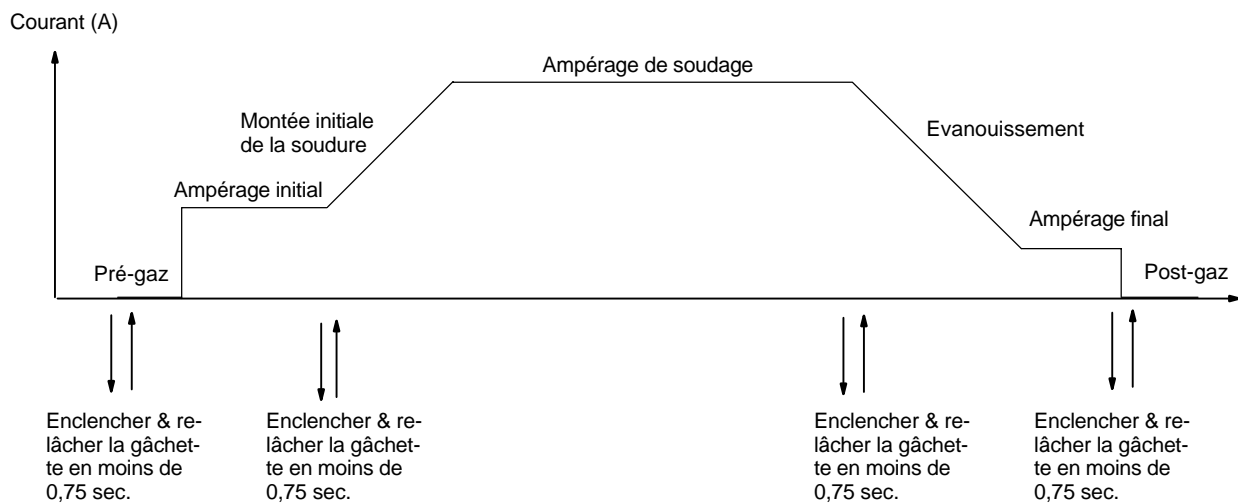 Courant (A)
Ampérage de soudage
Montée initiale
de la soudure
Evanouissement
Ampérage initial
Ampérage final
Pré-gaz
Post-gaz
Enclencher & re-
lâcher la gâchet-
te en moins de
0,75 sec.
Enclencher & re-
lâcher la gâchet-
te en moins de
0,75 sec.
Enclencher & re-
lâcher la gâchet-
te en moins de
0,75 sec.
Enclencher & re-
lâcher la gâchet-
te en moins de
0,75 sec.